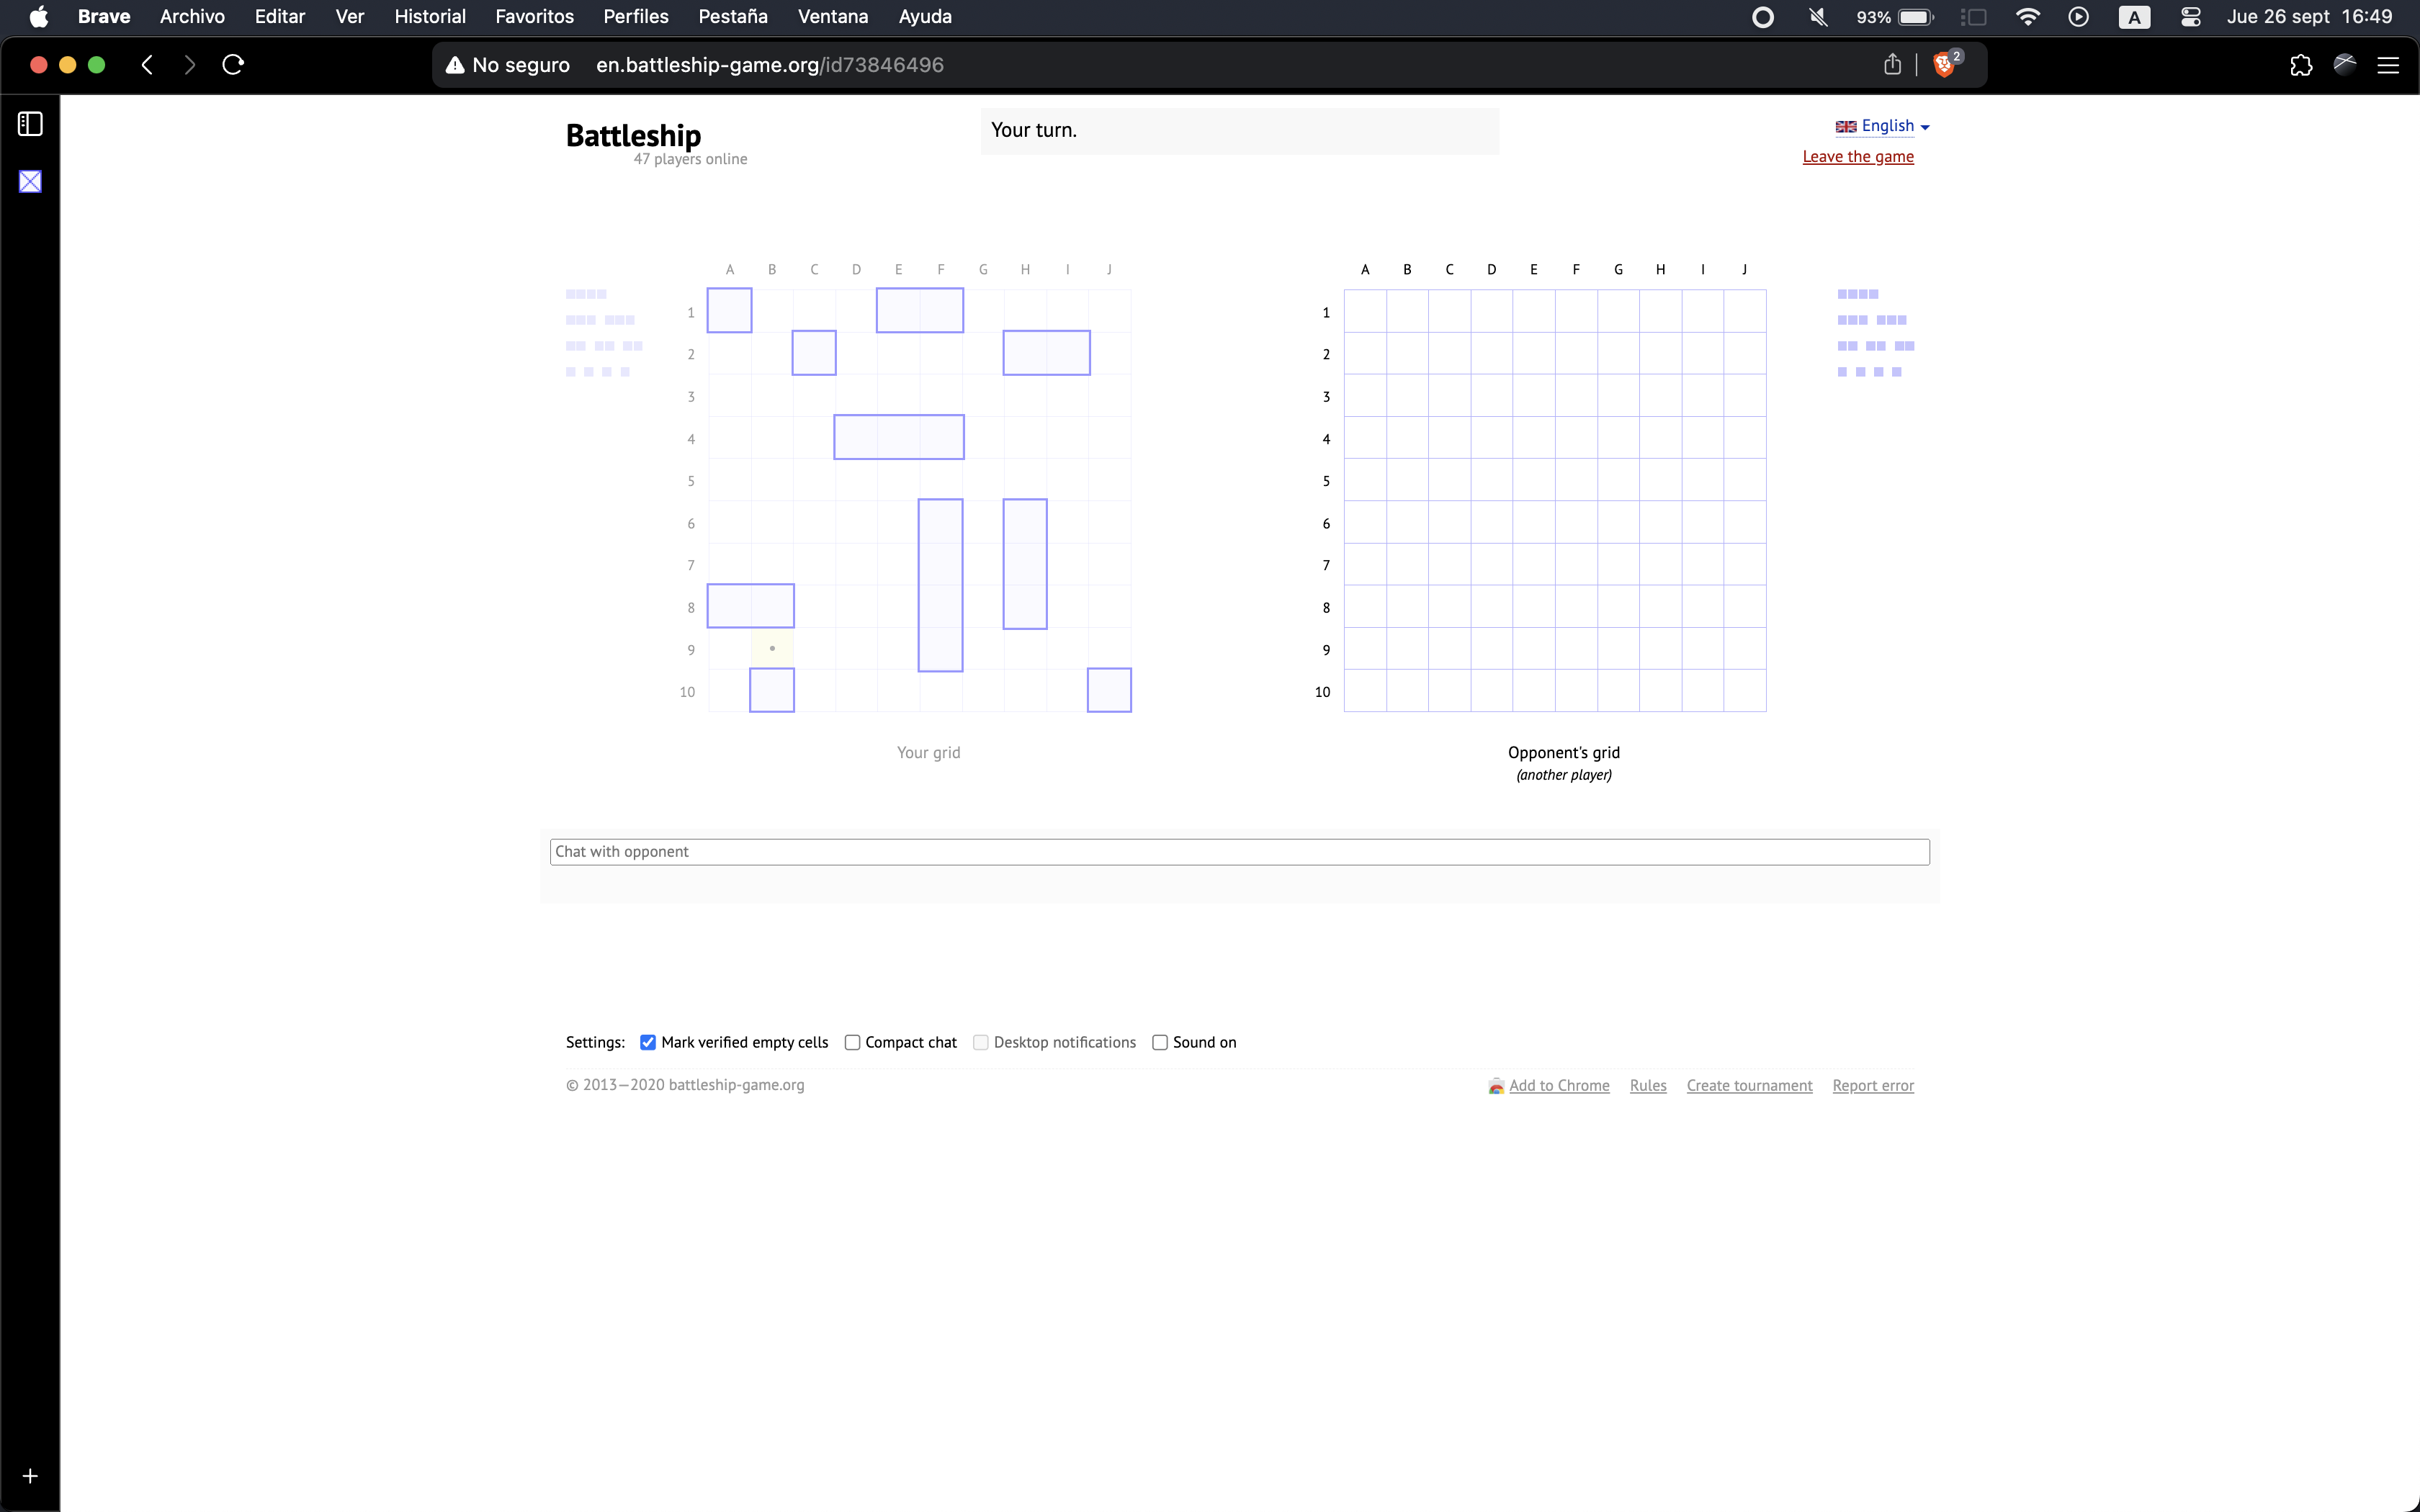 Brave Archivo Editar Ver Historial Favoritos Perfiles Pestaña Ventana Ayuda 93% A Jue 26 sept 16:49
No seguro en.battleship-game.org/id73846496 2
Battleship
47 players online
Your turn.
English
Leave the game
A B C D E F G H I J
1
2
3
4
5
6
7
8
9
10
Your grid
A B C D E F G H I J
1
2
3
4
5
6
7
8
9
10
Opponent's grid
(another player)
Chat with opponent
Settings: Mark verified empty cells Compact chat Desktop notifications Sound on
© 2013—2020 battleship-game.org Add to Chrome Rules Create tournament Report error